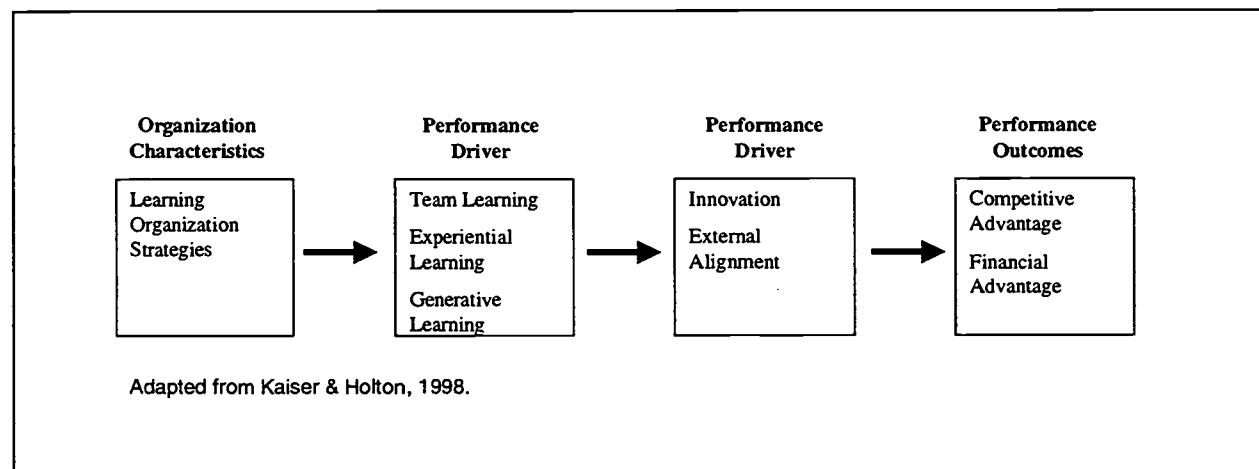 Organization
Characteristics
Learning
Organization
Strategies
Performance
Driver
Team Learning
Experiential
Learning
Generative
Learning
Performance
Driver
Innovation
External
Alignment
Performance
Outcomes
Competitive
Advantage
Financial
Advantage
Adapted from Kaiser & Holton, 1998.